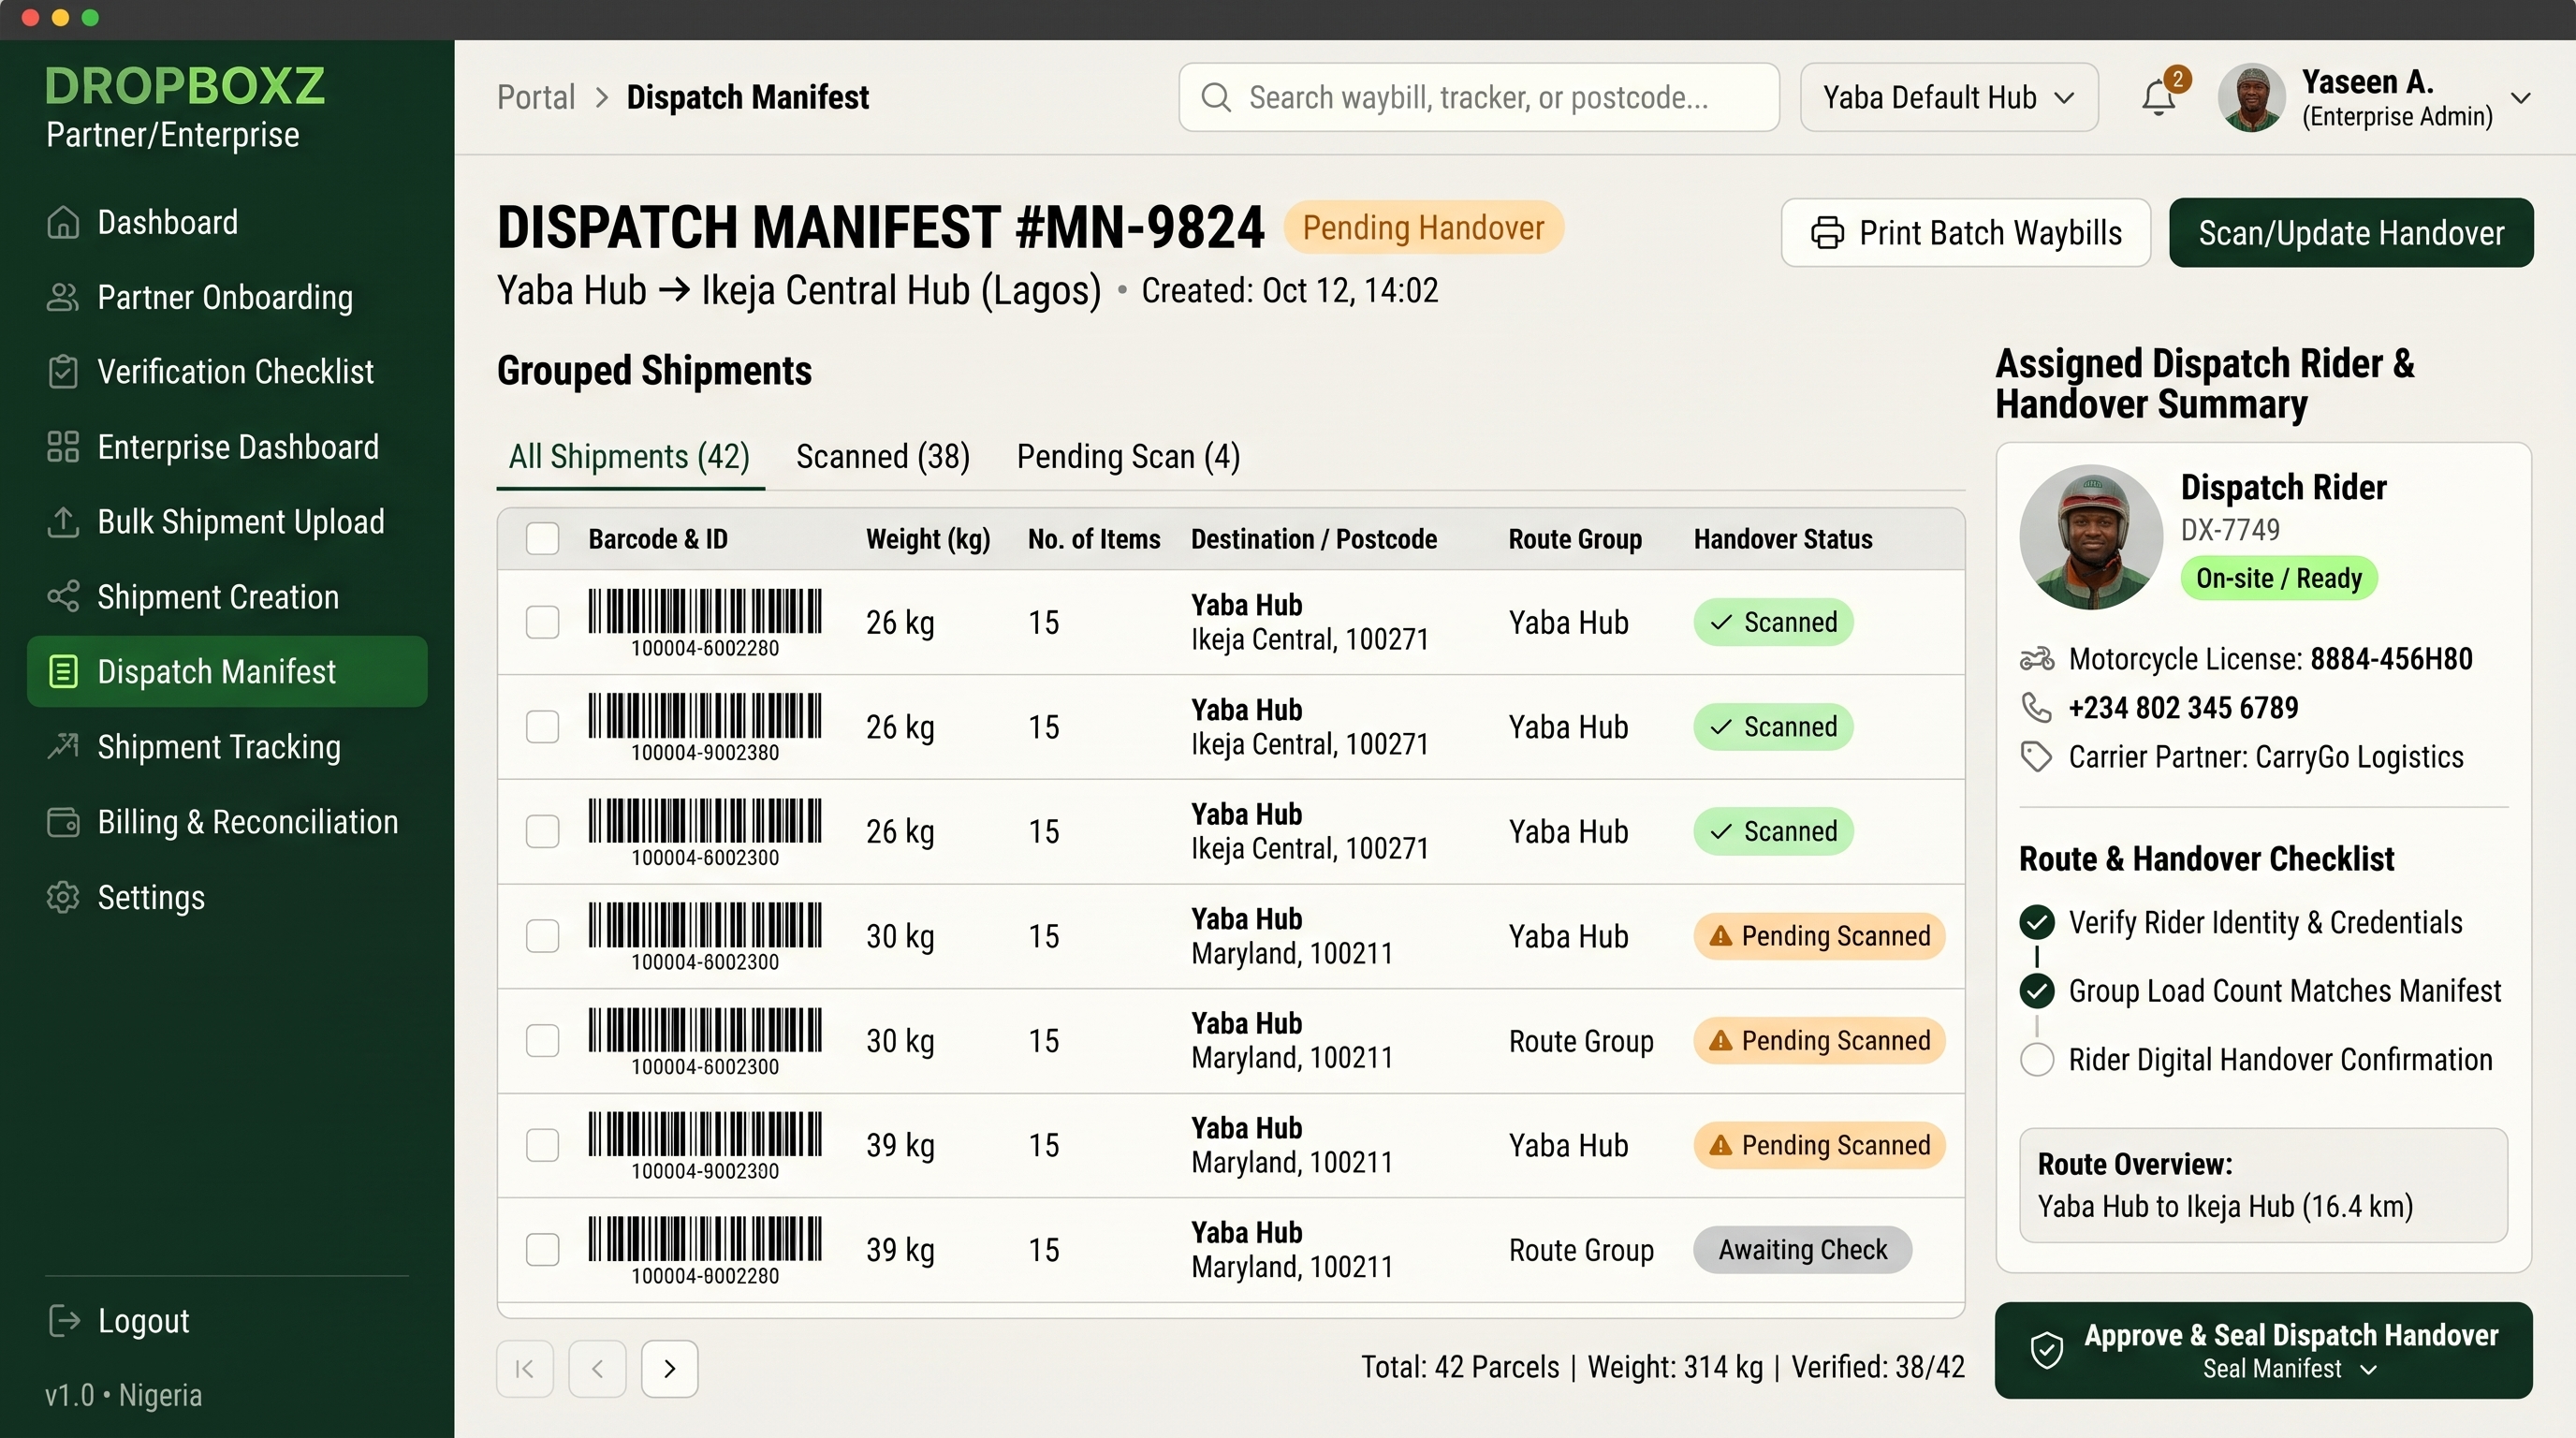 DROPBOXZ
Partner/Enterprise
Dashboard
Partner Onboarding
Verification Checklist
Enterprise Dashboard
Bulk Shipment Upload
Shipment Creation
Dispatch Manifest
Shipment Tracking
Billing & Reconciliation
Settings
Logout
v1.0 • Nigeria
Portal > Dispatch Manifest
Search waybill, tracker, or postcode...
Yaba Default Hub
2
Yaseen A.
(Enterprise Admin)
DISPATCH MANIFEST #MN-9824
Pending Handover
Print Batch Waybills
Scan/Update Handover
Yaba Hub → Ikeja Central Hub (Lagos) • Created: Oct 12, 14:02
Grouped Shipments
All Shipments (42) Scanned (38) Pending Scan (4)
Barcode & ID Weight (kg) No. of Items Destination / Postcode Route Group Handover Status
100004-6002280 26 kg 15 Yaba Hub
Ikeja Central, 100271 Yaba Hub Scanned
100004-9002380 26 kg 15 Yaba Hub
Ikeja Central, 100271 Yaba Hub Scanned
100004-6002300 26 kg 15 Yaba Hub
Ikeja Central, 100271 Yaba Hub Scanned
100004-6002300 30 kg 15 Yaba Hub
Maryland, 100211 Yaba Hub Pending Scanned
100004-6002300 30 kg 15 Yaba Hub
Maryland, 100211 Route Group Pending Scanned
100004-9002300 39 kg 15 Yaba Hub
Maryland, 100211 Yaba Hub Pending Scanned
100004-6002280 39 kg 15 Yaba Hub
Maryland, 100211 Route Group Awaiting Check
Total: 42 Parcels | Weight: 314 kg | Verified: 38/42
Assigned Dispatch Rider &
Handover Summary
Dispatch Rider
DX-7749
On-site / Ready
Motorcycle License: 8884-456H80
+234 802 345 6789
Carrier Partner: CarryGo Logistics
Route & Handover Checklist
Verify Rider Identity & Credentials
Group Load Count Matches Manifest
Rider Digital Handover Confirmation
Route Overview:
Yaba Hub to Ikeja Hub (16.4 km)
Approve & Seal Dispatch Handover
Seal Manifest